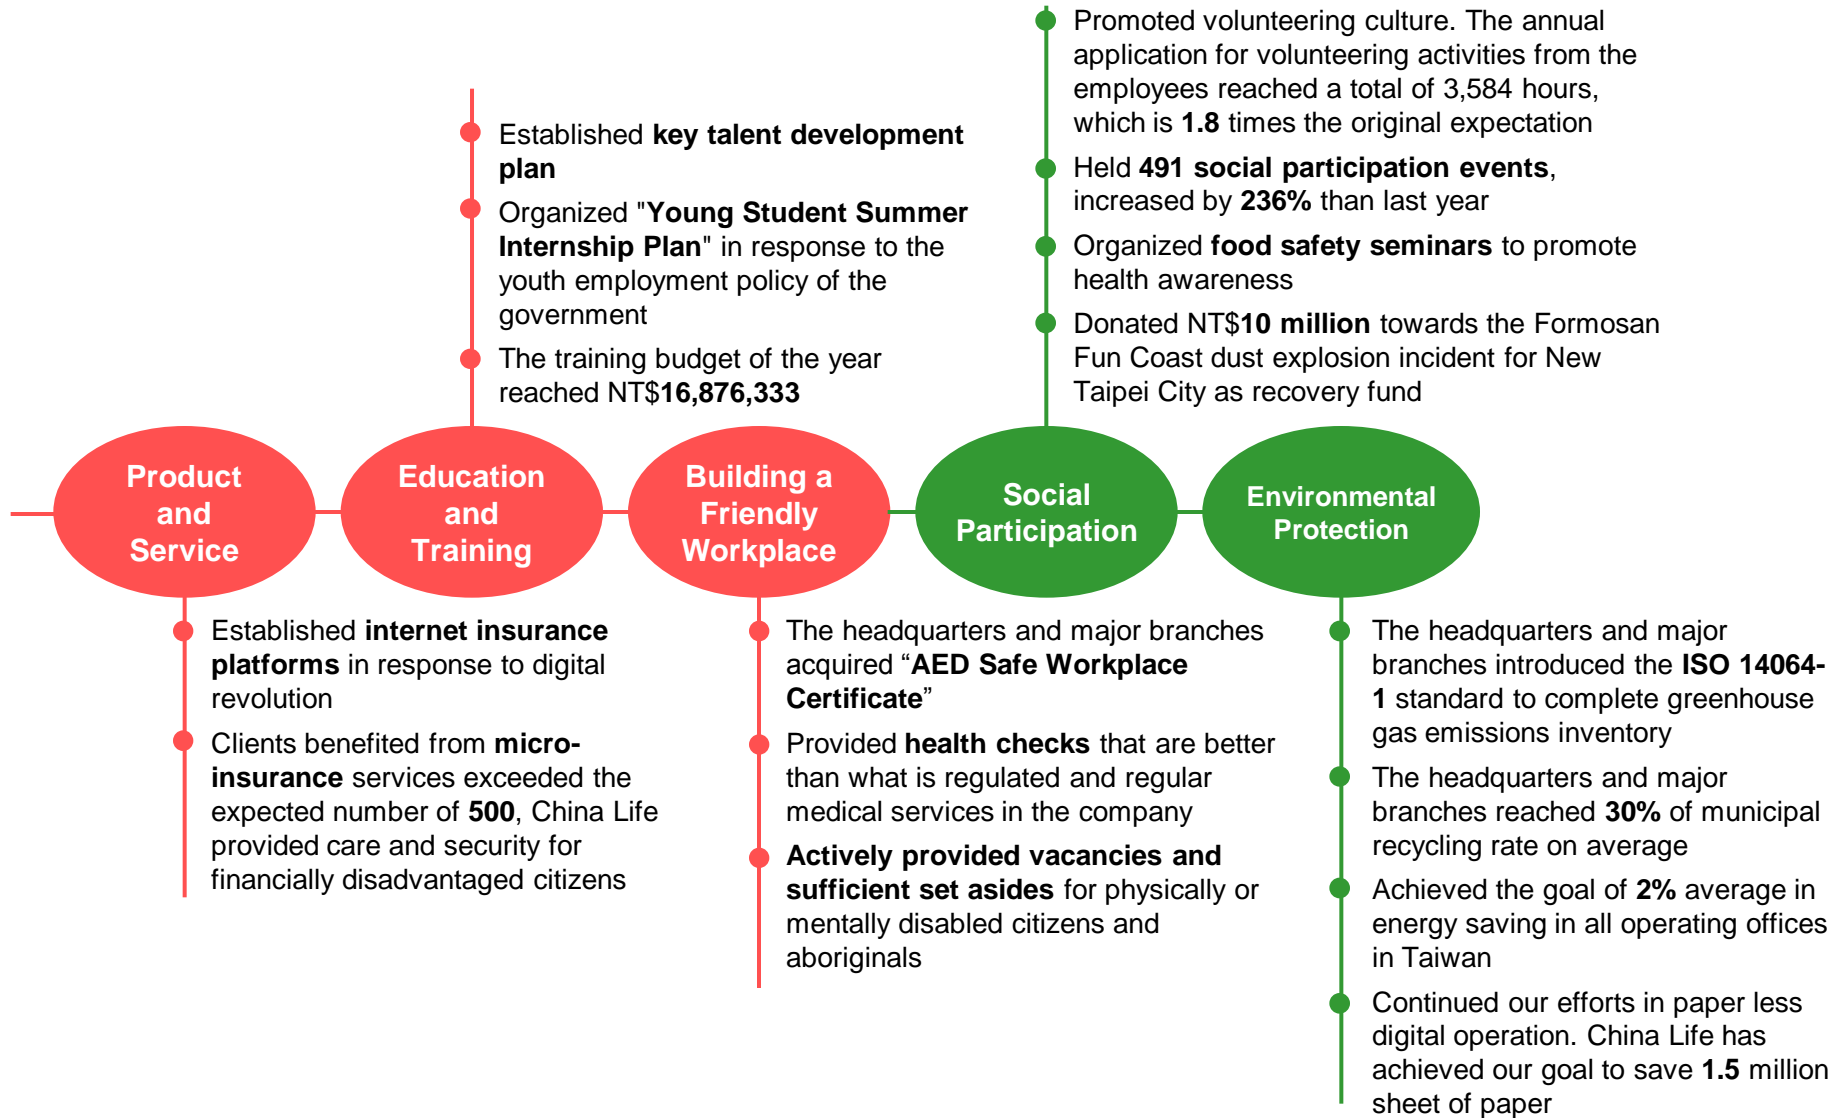 Promoted volunteering culture. The annual
application for volunteering activities from the
employees reached a total of 3,584 hours,
which is 1.8 times the original expectation
Held 491 social participation events,
increased by 236% than last year
Organized food safety seminars to promote
health awareness
Donated NT$10 million towards the Formosan
Fun Coast dust explosion incident for New
Taipei City as recovery fund
Established key talent development
plan
Organized "Young Student Summer
Internship Plan" in response to the
youth employment policy of the
government
The training budget of the year
reached NT$16,876,333
Product
and
Service
Education
and
Training
Building a
Friendly
Workplace
Social
Participation
Environmental
Protection
Established internet insurance
platforms in response to digital
revolution
Clients benefited from micro-
insurance services exceeded the
expected number of 500, China Life
provided care and security for
financially disadvantaged citizens
The headquarters and major branches
acquired “AED Safe Workplace
Certificate”
Provided health checks that are better
than what is regulated and regular
medical services in the company
Actively provided vacancies and
sufficient set asides for physically or
mentally disabled citizens and
aboriginals
The headquarters and major
branches introduced the ISO 14064-
1 standard to complete greenhouse
gas emissions inventory
The headquarters and major
branches reached 30% of municipal
recycling rate on average
Achieved the goal of 2% average in
energy saving in all operating offices
in Taiwan
Continued our efforts in paper less
digital operation. China Life has
achieved our goal to save 1.5 million
sheet of paper